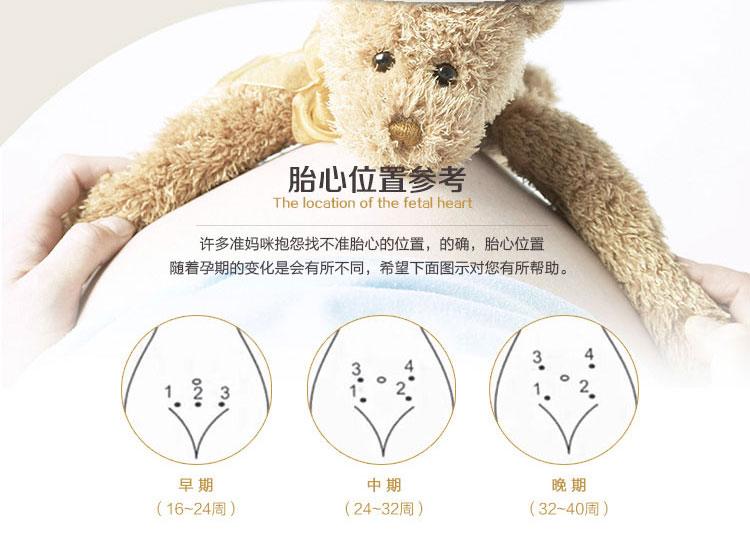 胎心位置参考
The location of the fetal heart
许多准妈咪抱怨找不准胎心的位置，的确，胎心位置
随着孕期的变化是会有所不同，希望下面图示对您有所帮助。
1 2 3
3 4
1 2
3 4
1 2
早期 中期 晚期
（16~24周） （24~32周） （32~40周）